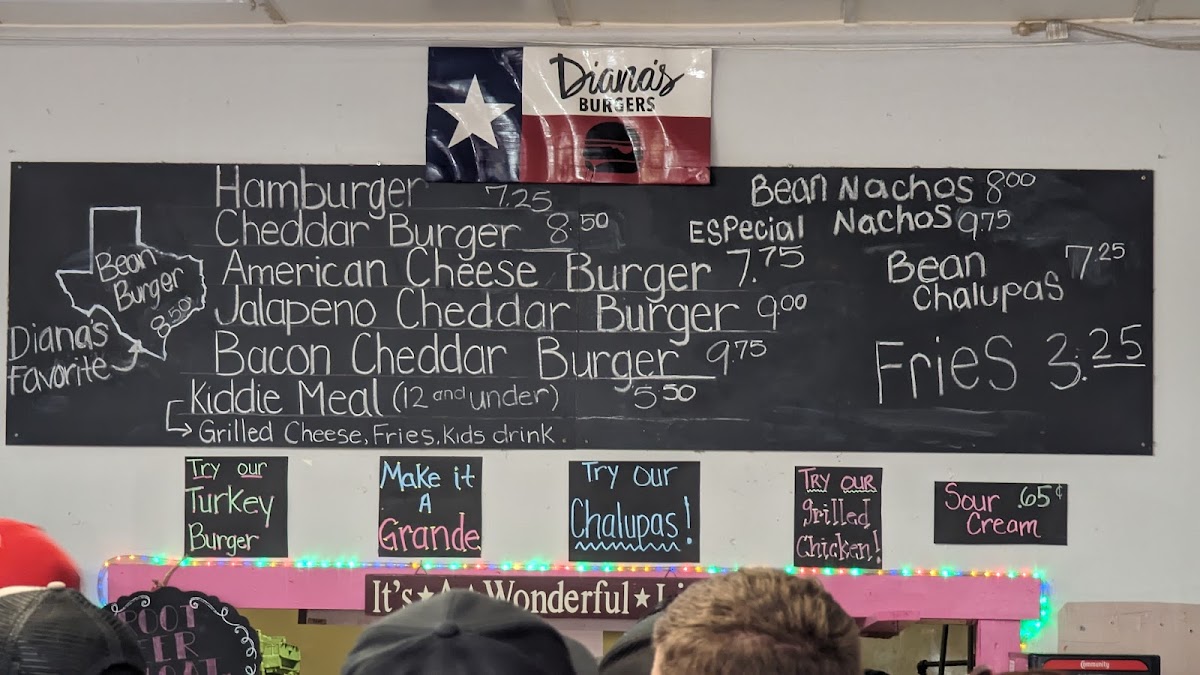 Diana's
BURGERS
Hamburger 7.25
Cheddar Burger 8.50
American Cheese Burger 7.75
Jalapeno Cheddar Burger 9.00
Bacon Cheddar Burger 9.75
Kiddie Meal (12 and under) 5.50
Grilled Cheese, Fries, Kids drink
Bean
Burger
8.50
Diana's
Favorite
Bean Nachos 8.00
ESPecial Nachos 9.75
Bean
Chalupas 7.25
Fries 3.25
Try our
Turkey
Burger
Make it
A
Grande
Try Our
Chalupas!
Try our
grilled
Chicken!
Sour .65¢
Cream
It's A Wonderful
Community